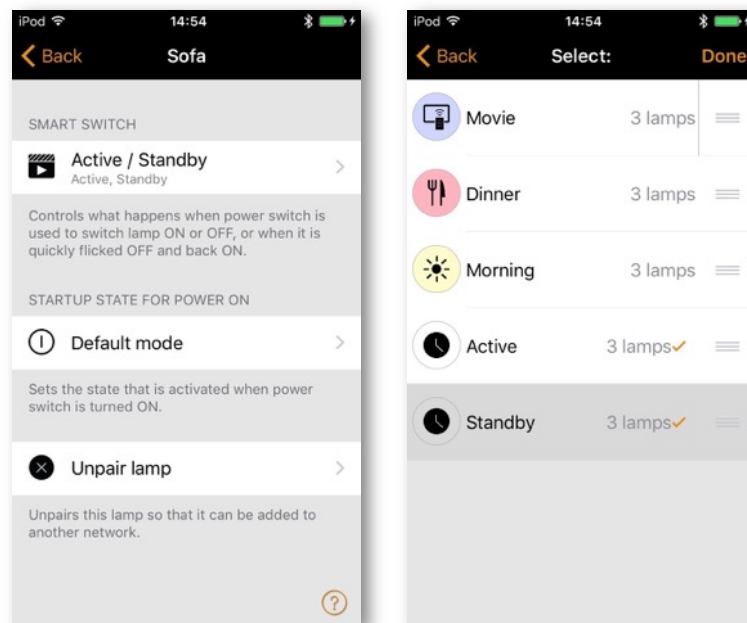 iPod 14:54
Back Sofa
SMART SWITCH
Active / Standby
Active, Standby
Controls what happens when power switch is
used to switch lamp ON or OFF, or when it is
quickly flicked OFF and back ON.
STARTUP STATE FOR POWER ON
Default mode
Sets the state that is activated when power
switch is turned ON.
Unpair lamp
Unpairs this lamp so that it can be added to
another network.
?
iPod 14:54
Back Select: Done
Movie 3 lamps
Dinner 3 lamps
Morning 3 lamps
Active 3 lamps
Standby 3 lamps